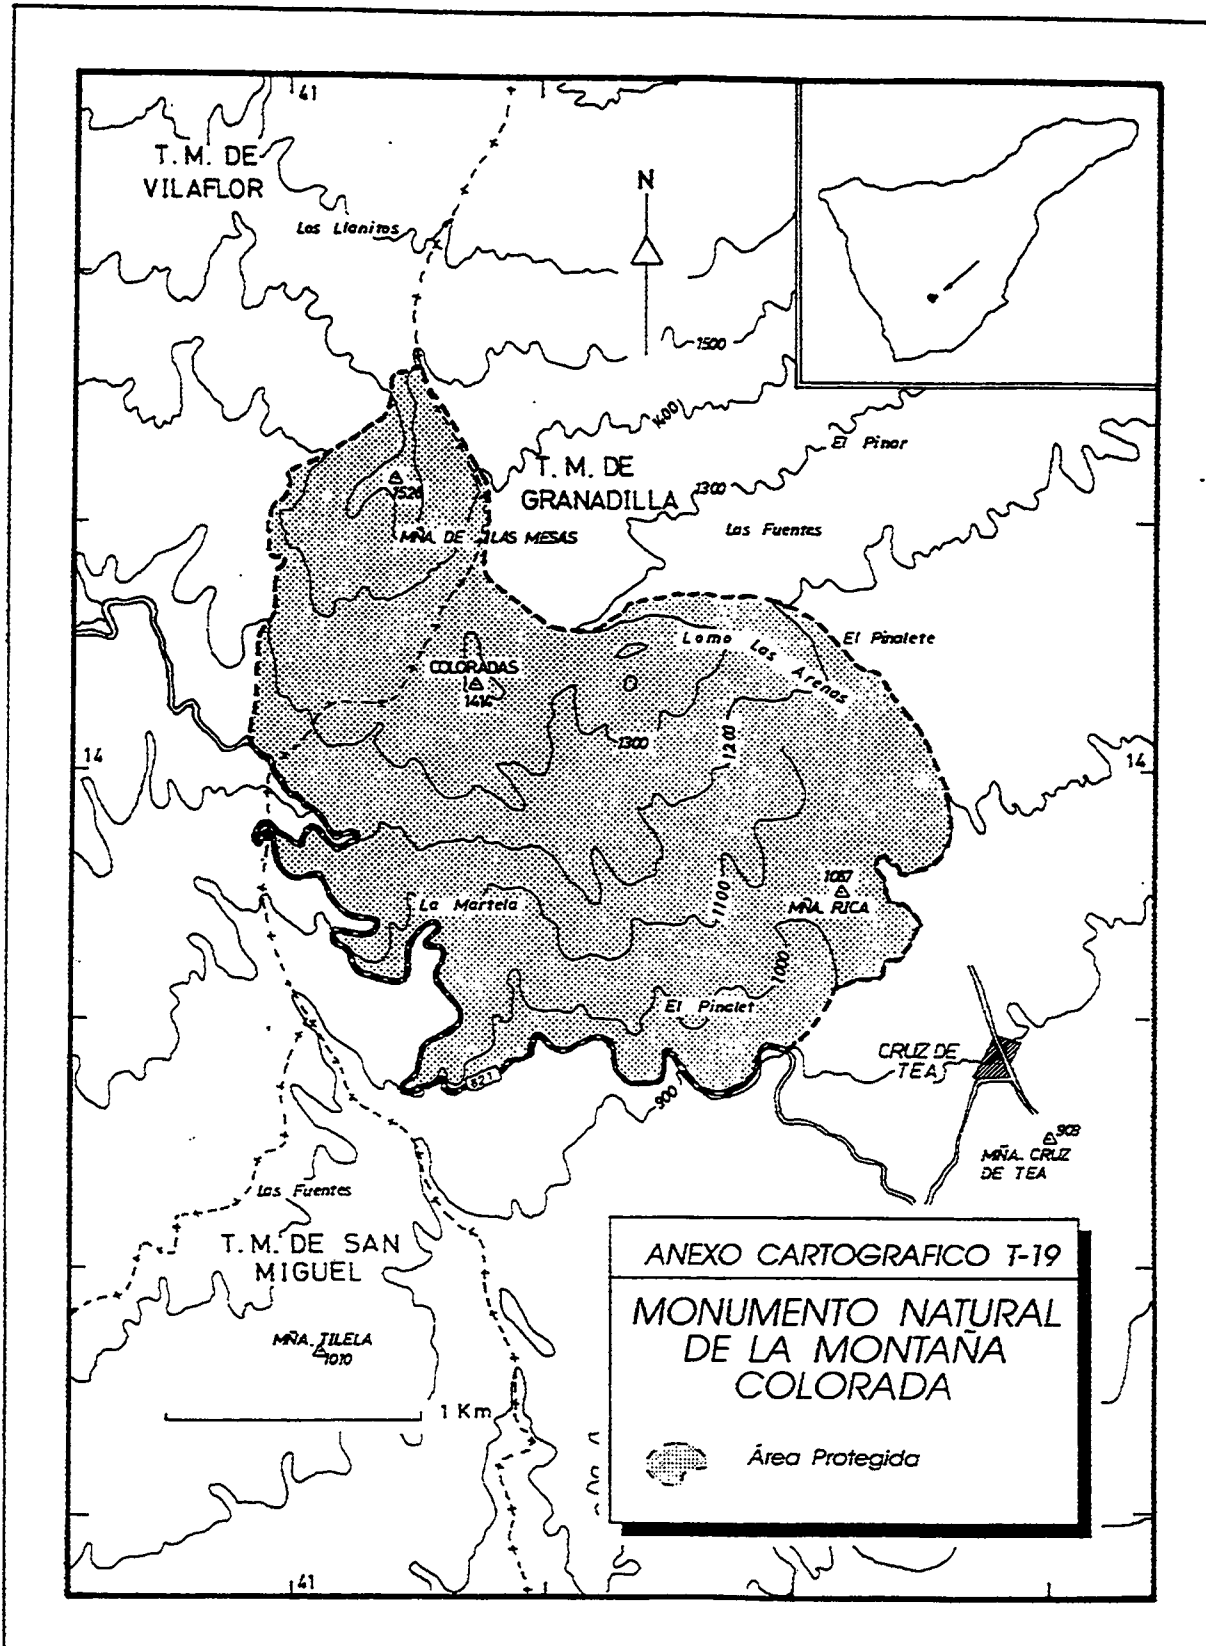 41
T. M. DE
VILAFLOR
Los Llanitos
N
1500
1400
El Pinar
T. M. DE
GRANADILLA
1300
1526
MÑA. DE LAS MESAS
Las Fuentes
El Pinalete
Lomo Las Arenas
COLORADAS
1414
1300
1200
14
14
1087
MÑA. RICA
1100
La Martela
1000
El Pinalet
CRUZ DE
TEA
821
900
903
MÑA. CRUZ
DE TEA
Las Fuentes
T. M. DE SAN
MIGUEL
MÑA. TILELA
1010
1 Km
ANEXO CARTOGRAFICO T-19
MONUMENTO NATURAL
DE LA MONTAÑA
COLORADA
Área Protegida
41